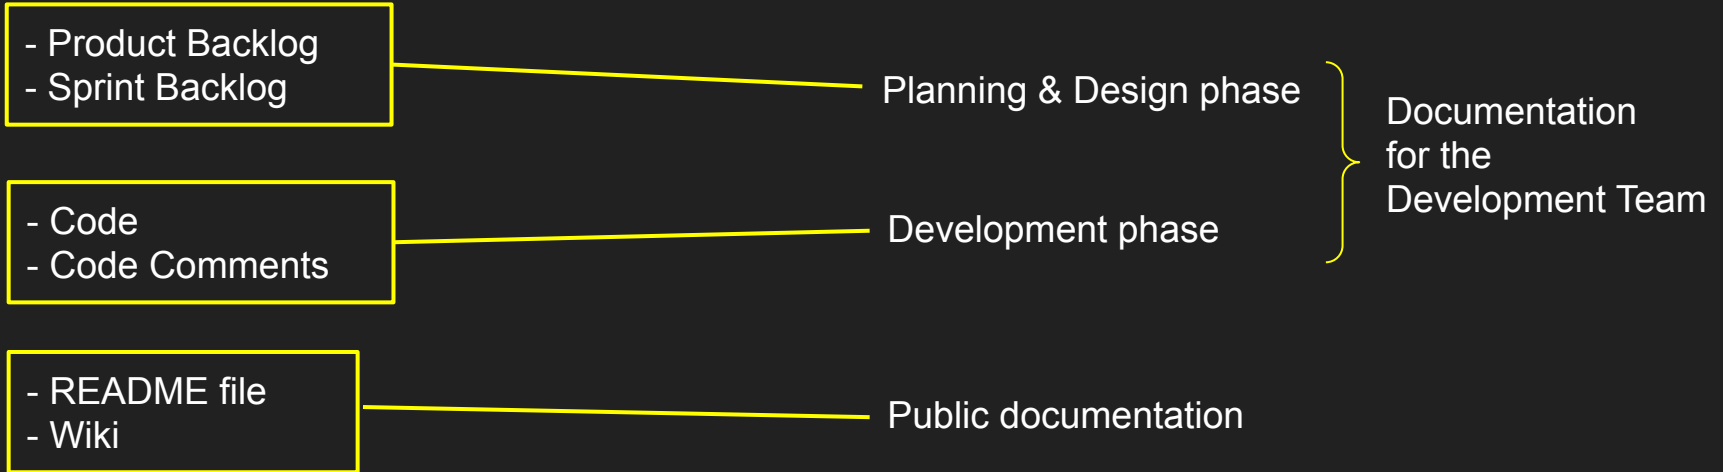 - Product Backlog
- Sprint Backlog
Planning & Design phase
Documentation
for the
Development Team
- Code
- Code Comments
Development phase
- README file
- Wiki
Public documentation